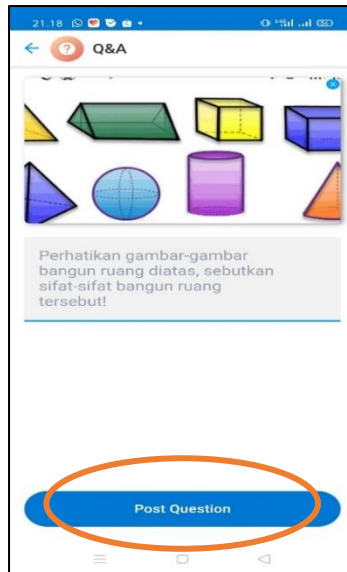 21.18
Q&A
Perhatikan gambar-gambar
bangun ruang diatas, sebutkan
sifat-sifat bangun ruang
tersebut!
Post Question